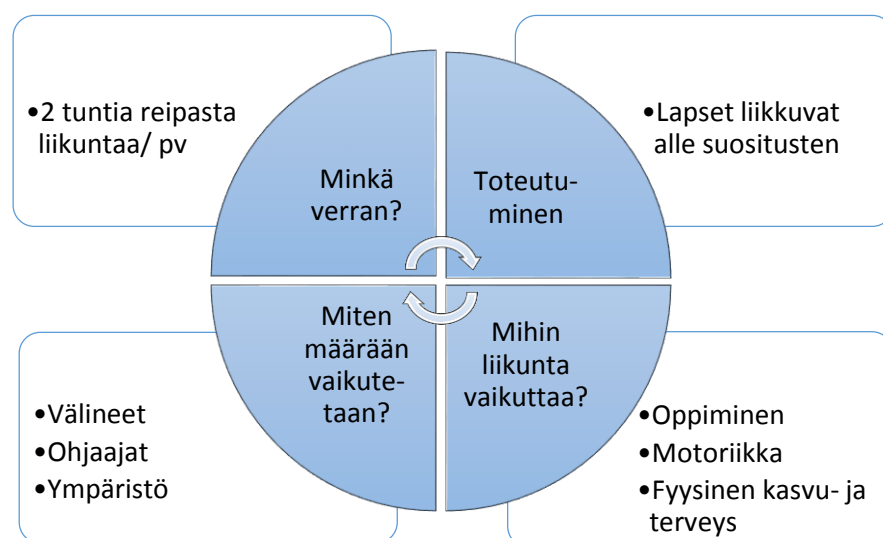 •2 tuntia reipasta
liikuntaa/ pv
Minkä
verran?
Toteutu-
minen
•Lapset liikkuvat
alle suositusten
Miten
määrään
vaikute-
taan?
•Välineet
•Ohjaajat
•Ympäristö
Mihin
liikunta
vaikuttaa?
•Oppiminen
•Motoriikka
•Fyysinen kasvu- ja
terveys